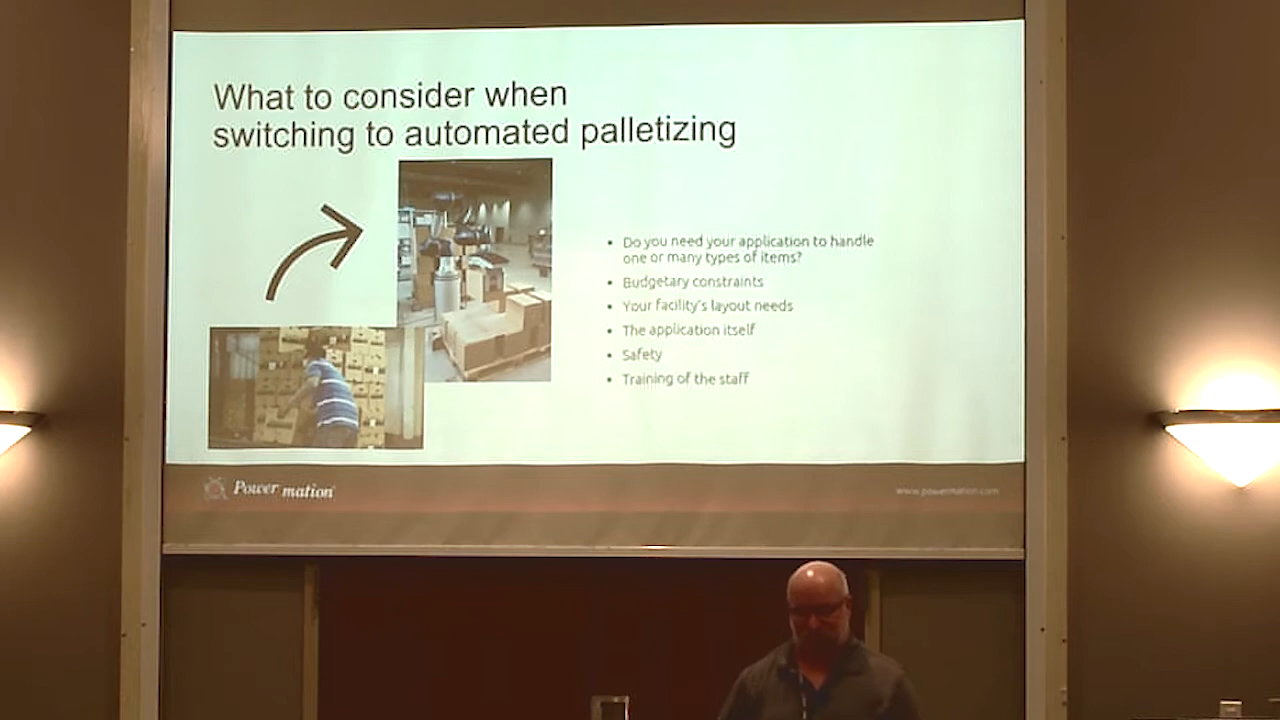 What to consider when
switching to automated palletizing
• Do you need your application to handle
one or many types of items?
• Budgetary constraints
• Your facility's layout needs
• The application itself
• Safety
• Training of the staff
Power/mation
www.powermation.com